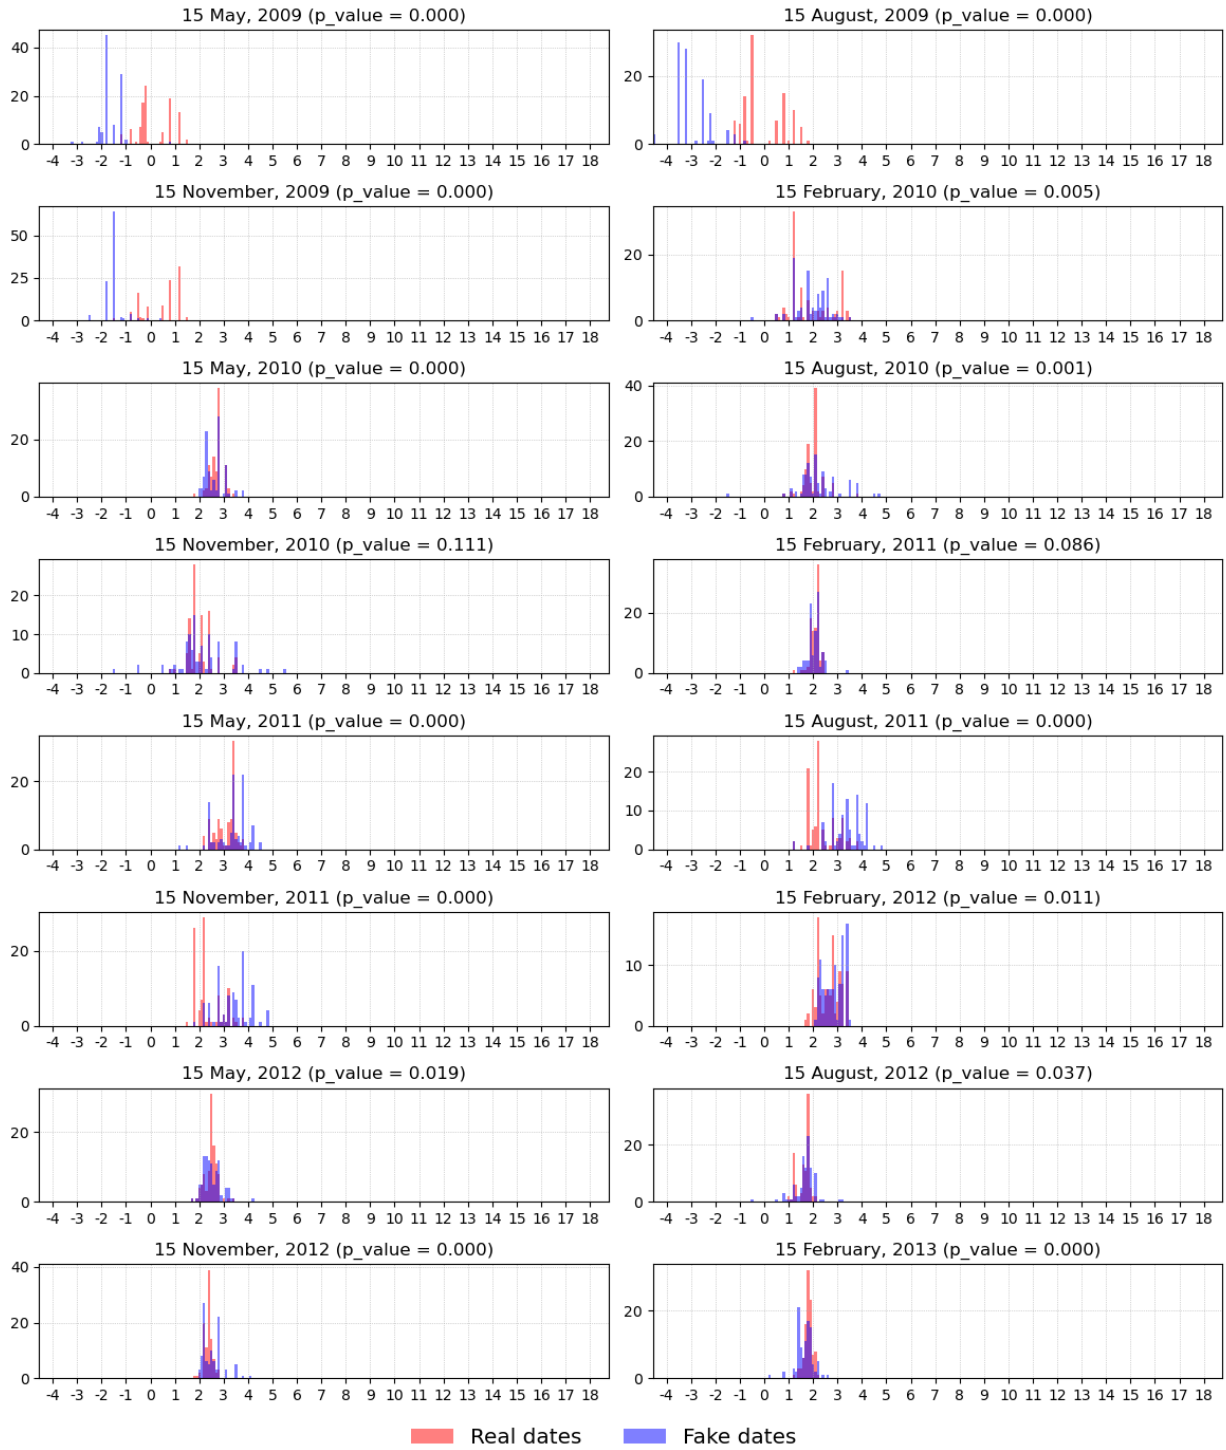 15 May, 2009 (p_value = 0.000)
40
20
0
-4 -3 -2 -1 0 1 2 3 4 5 6 7 8 9 10 11 12 13 14 15 16 17 18
15 August, 2009 (p_value = 0.000)
20
0
-4 -3 -2 -1 0 1 2 3 4 5 6 7 8 9 10 11 12 13 14 15 16 17 18
15 November, 2009 (p_value = 0.000)
50
25
0
-4 -3 -2 -1 0 1 2 3 4 5 6 7 8 9 10 11 12 13 14 15 16 17 18
15 February, 2010 (p_value = 0.005)
20
0
-4 -3 -2 -1 0 1 2 3 4 5 6 7 8 9 10 11 12 13 14 15 16 17 18
15 May, 2010 (p_value = 0.000)
20
0
-4 -3 -2 -1 0 1 2 3 4 5 6 7 8 9 10 11 12 13 14 15 16 17 18
15 August, 2010 (p_value = 0.001)
40
20
0
-4 -3 -2 -1 0 1 2 3 4 5 6 7 8 9 10 11 12 13 14 15 16 17 18
15 November, 2010 (p_value = 0.111)
20
10
0
-4 -3 -2 -1 0 1 2 3 4 5 6 7 8 9 10 11 12 13 14 15 16 17 18
15 February, 2011 (p_value = 0.086)
20
0
-4 -3 -2 -1 0 1 2 3 4 5 6 7 8 9 10 11 12 13 14 15 16 17 18
15 May, 2011 (p_value = 0.000)
20
0
-4 -3 -2 -1 0 1 2 3 4 5 6 7 8 9 10 11 12 13 14 15 16 17 18
15 August, 2011 (p_value = 0.000)
20
10
0
-4 -3 -2 -1 0 1 2 3 4 5 6 7 8 9 10 11 12 13 14 15 16 17 18
15 November, 2011 (p_value = 0.000)
20
0
-4 -3 -2 -1 0 1 2 3 4 5 6 7 8 9 10 11 12 13 14 15 16 17 18
15 February, 2012 (p_value = 0.011)
10
0
-4 -3 -2 -1 0 1 2 3 4 5 6 7 8 9 10 11 12 13 14 15 16 17 18
15 May, 2012 (p_value = 0.019)
20
0
-4 -3 -2 -1 0 1 2 3 4 5 6 7 8 9 10 11 12 13 14 15 16 17 18
15 August, 2012 (p_value = 0.037)
20
0
-4 -3 -2 -1 0 1 2 3 4 5 6 7 8 9 10 11 12 13 14 15 16 17 18
15 November, 2012 (p_value = 0.000)
40
20
0
-4 -3 -2 -1 0 1 2 3 4 5 6 7 8 9 10 11 12 13 14 15 16 17 18
15 February, 2013 (p_value = 0.000)
20
0
-4 -3 -2 -1 0 1 2 3 4 5 6 7 8 9 10 11 12 13 14 15 16 17 18
Real dates Fake dates